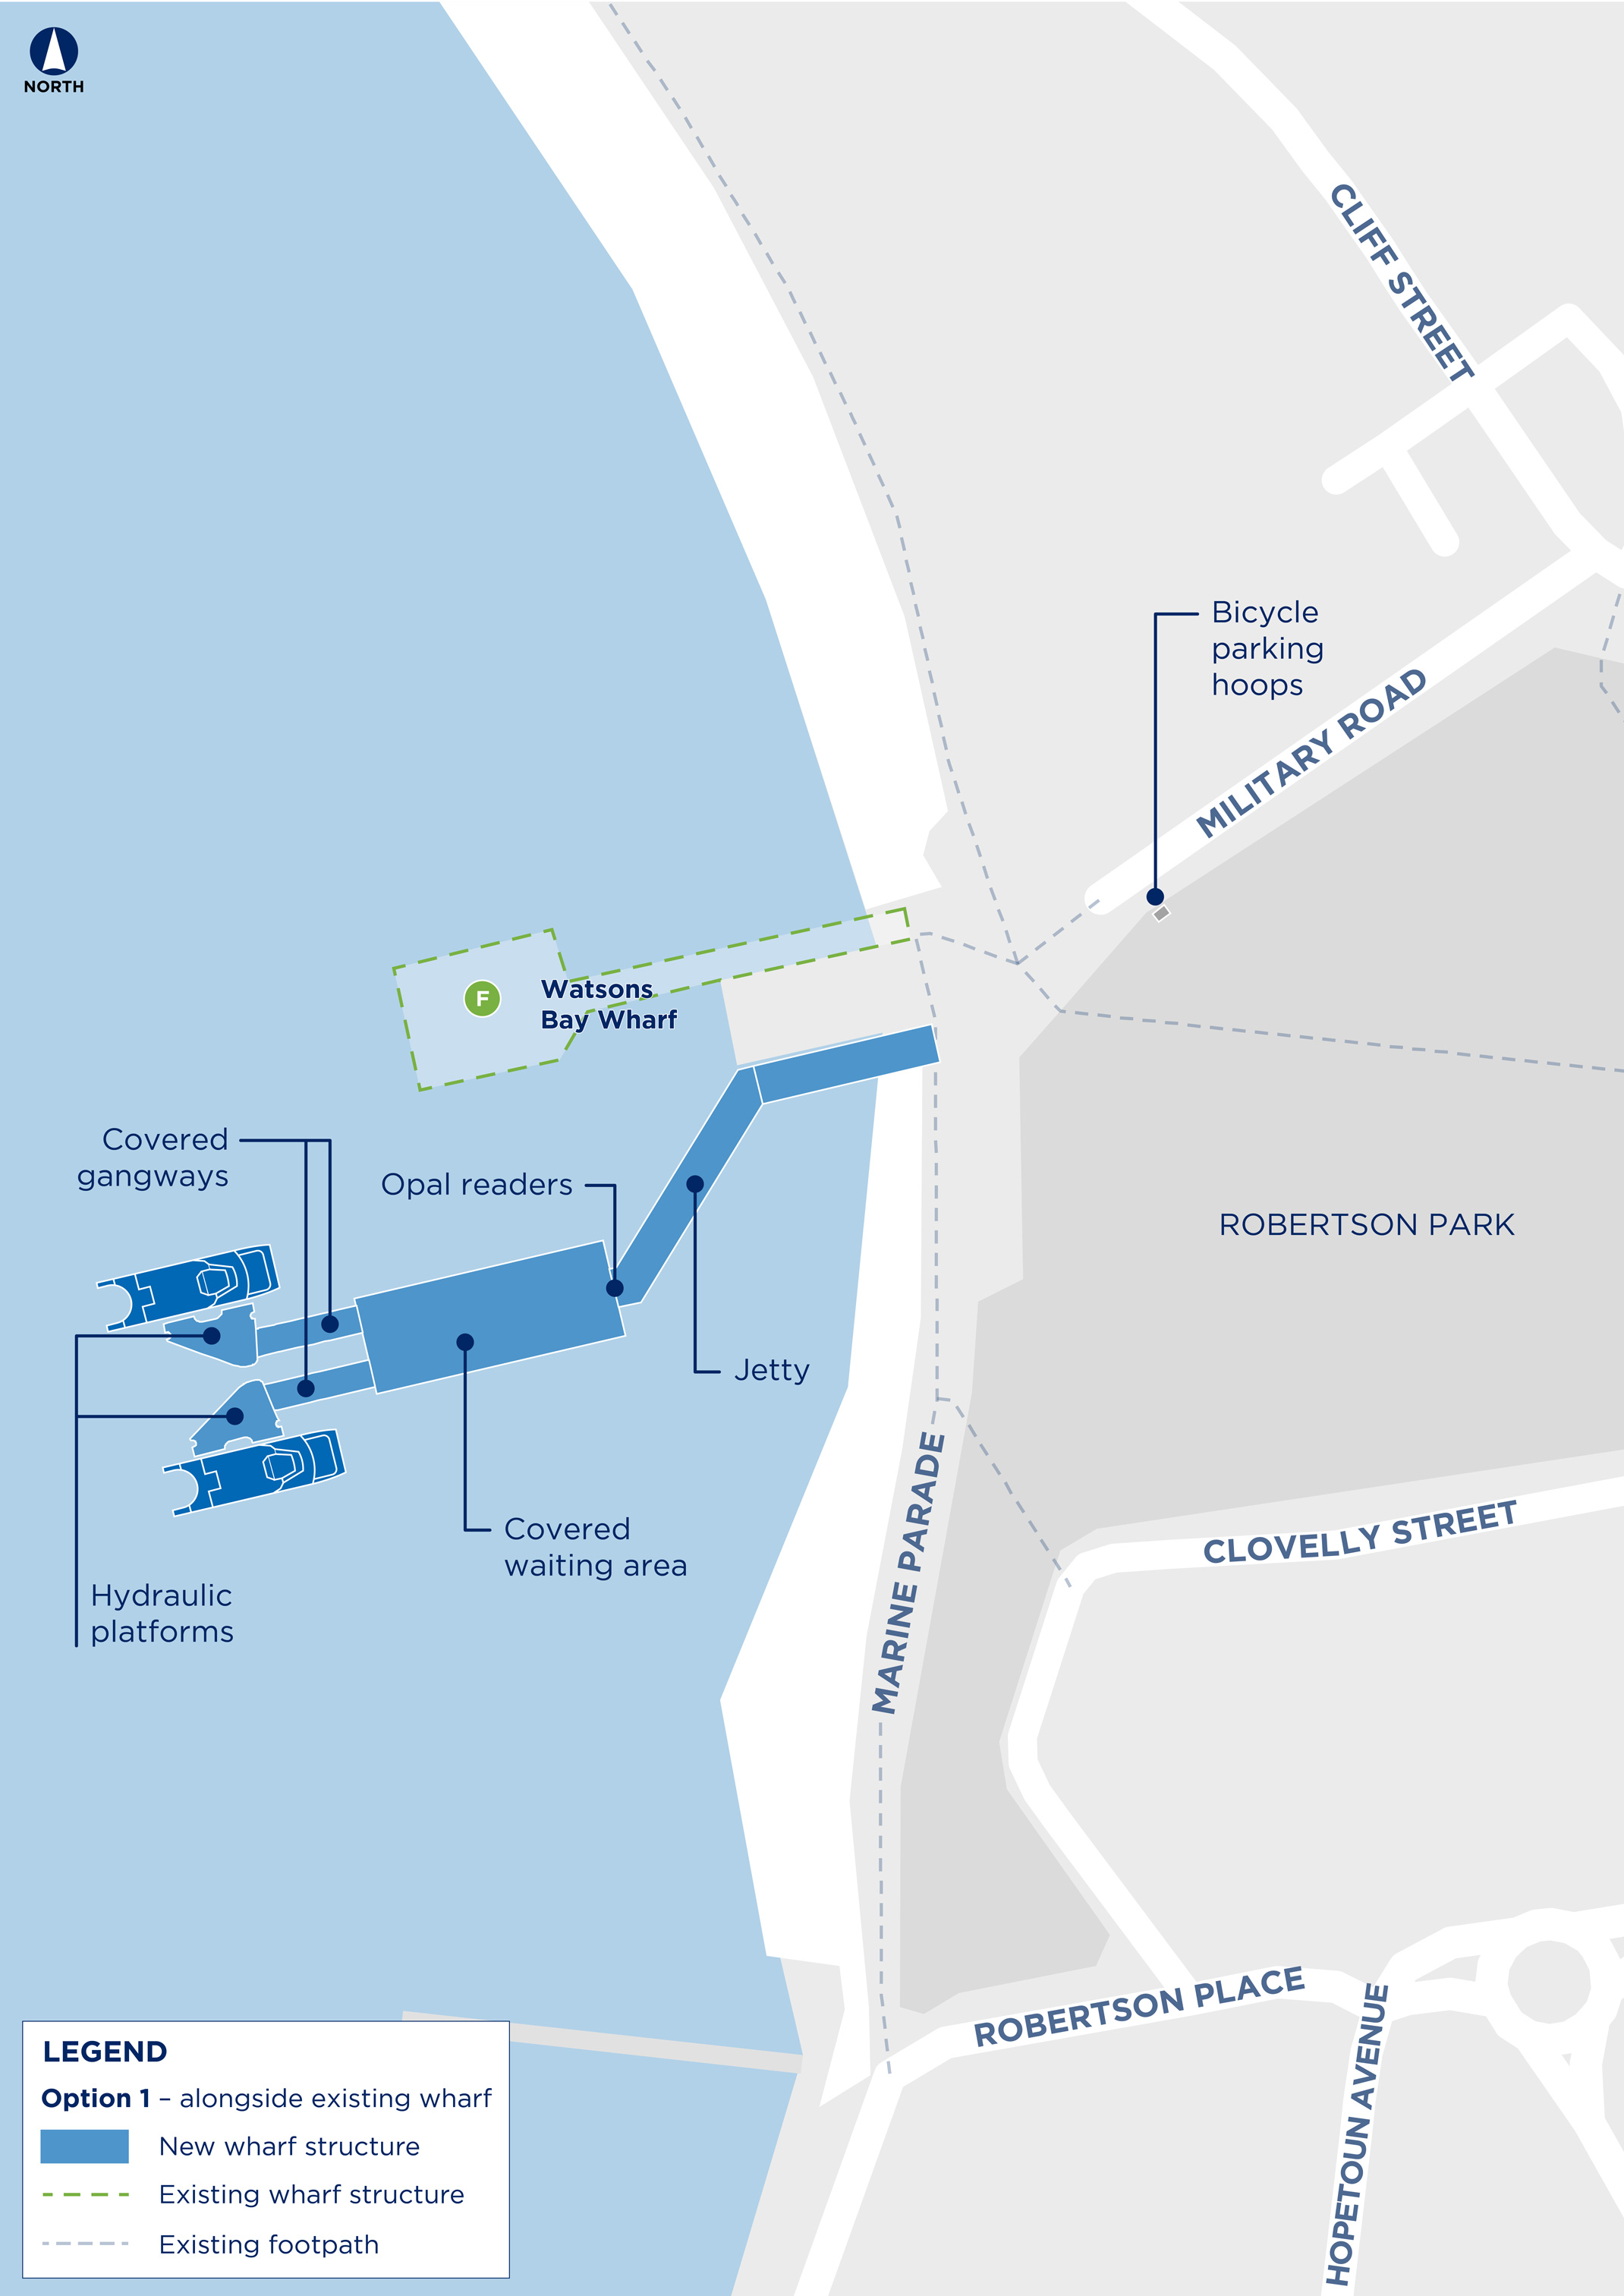 NORTH
CLIFF STREET
Bicycle
parking
hoops
MILITARY ROAD
F
Watsons
Bay Wharf
Covered
gangways
Opal readers
ROBERTSON PARK
Jetty
MARINE PARADE
CLOVELLY STREET
Covered
waiting area
Hydraulic
platforms
ROBERTSON PLACE
HOPETOUN AVENUE
LEGEND
Option 1 – alongside existing wharf
New wharf structure
Existing wharf structure
Existing footpath